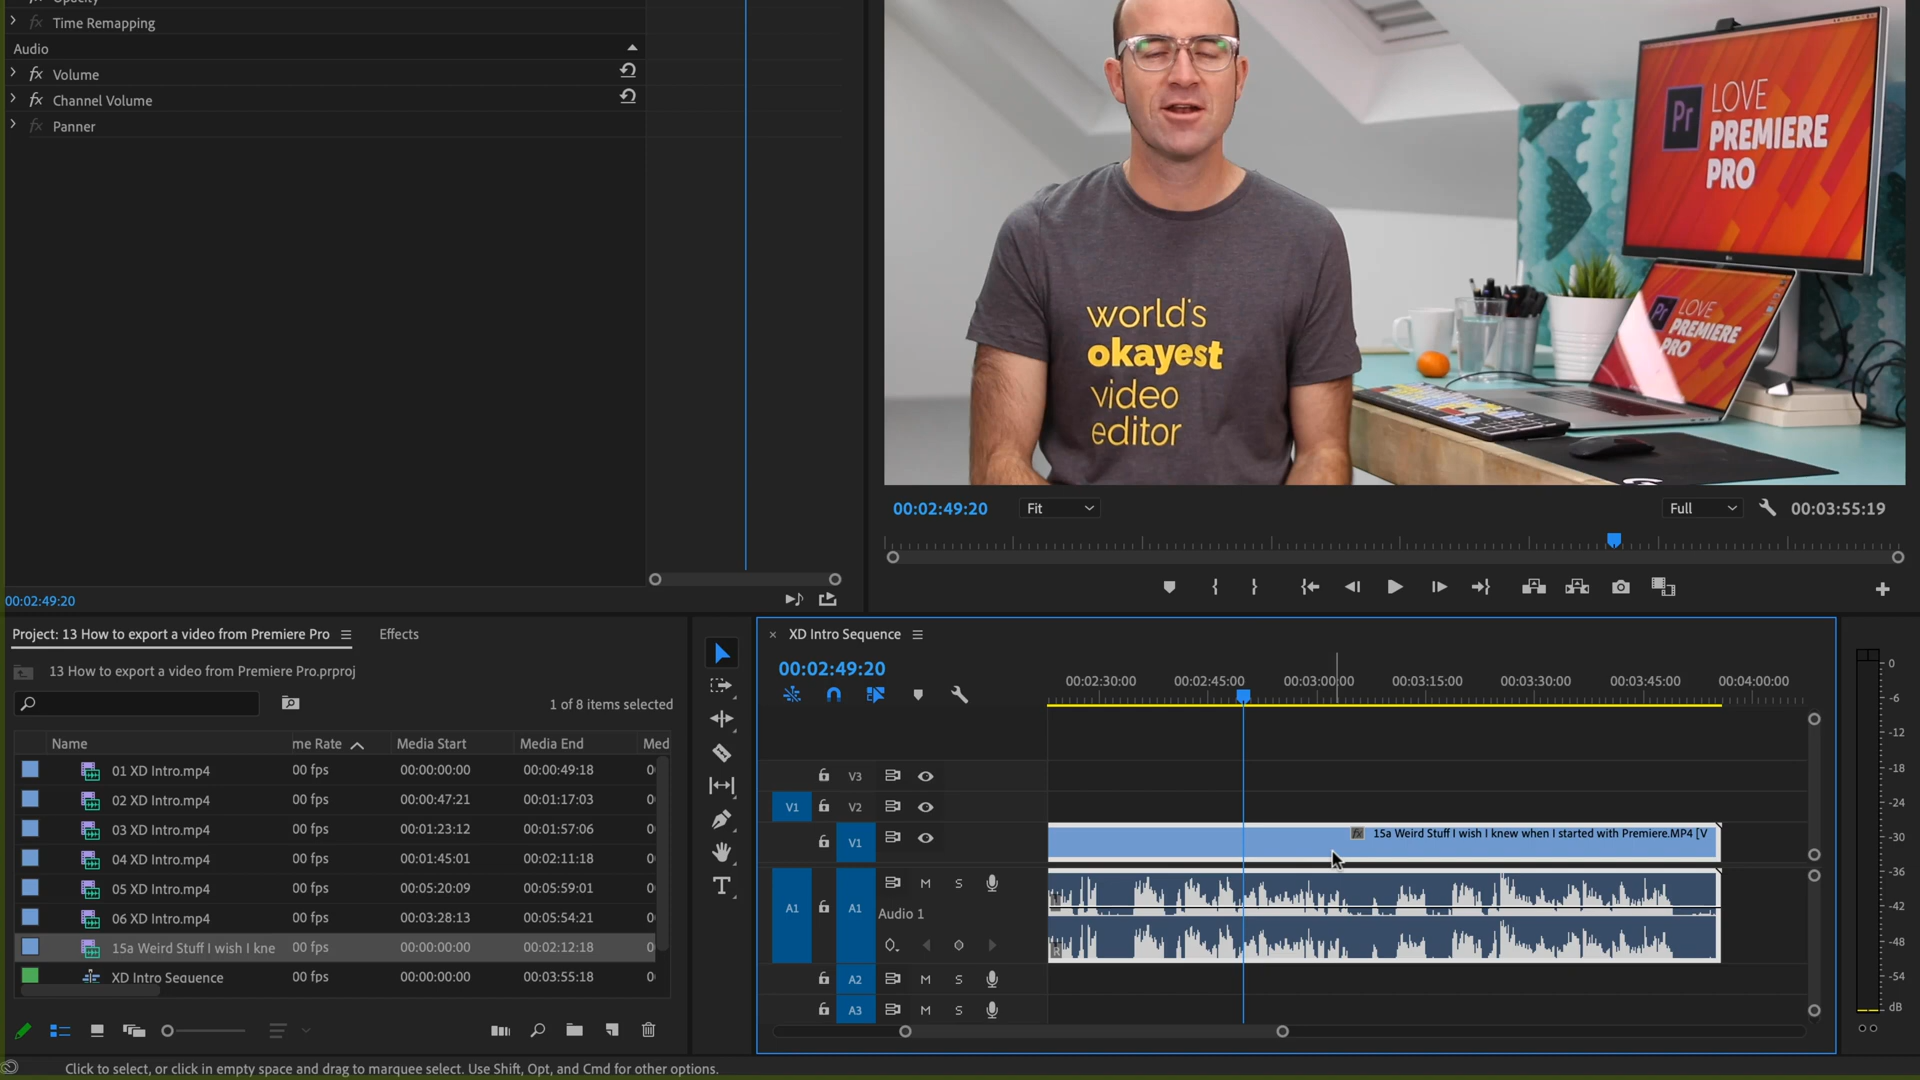 Time Remapping
Audio
fx Volume
fx Channel Volume
fx Panner
00:02:49:20
LOVE
PREMIERE
PRO
Pr
LOVE
PREMIERE
PRO
world's
okayest
video
editor
00:02:49:20 Fit Full 00:03:55:19
Project: 13 How to export a video from Premiere Pro Effects
13 How to export a video from Premiere Pro.prproj
1 of 8 items selected
Name me Rate Media Start Media End Med
01 XD Intro.mp4 00 fps 00:00:00:00 00:00:49:18 0
02 XD Intro.mp4 00 fps 00:00:47:21 00:01:17:03 0
03 XD Intro.mp4 00 fps 00:01:23:12 00:01:57:06 0
04 XD Intro.mp4 00 fps 00:01:45:01 00:02:11:18 0
05 XD Intro.mp4 00 fps 00:05:20:09 00:05:59:01 0
06 XD Intro.mp4 00 fps 00:03:28:13 00:05:54:21 0
15a Weird Stuff I wish I kne 00 fps 00:00:00:00 00:02:12:18 0
XD Intro Sequence 00 fps 00:00:00:00 00:03:55:18 0
XD Intro Sequence
00:02:49:20
00:02:30:00 00:02:45:00 00:03:00:00 00:03:15:00 00:03:30:00 00:03:45:00 00:04:00:00
V3
V1 V2
V1
fx 15a Weird Stuff I wish I knew when I started with Premiere.MP4 [V
A1 A1 M S
Audio 1
R
A2 M S
A3 M S
0
-6
-12
-18
-24
-30
-36
-42
-48
-54
dB
Click to select, or click in empty space and drag to marquee select. Use Shift, Opt, and Cmd for other options.